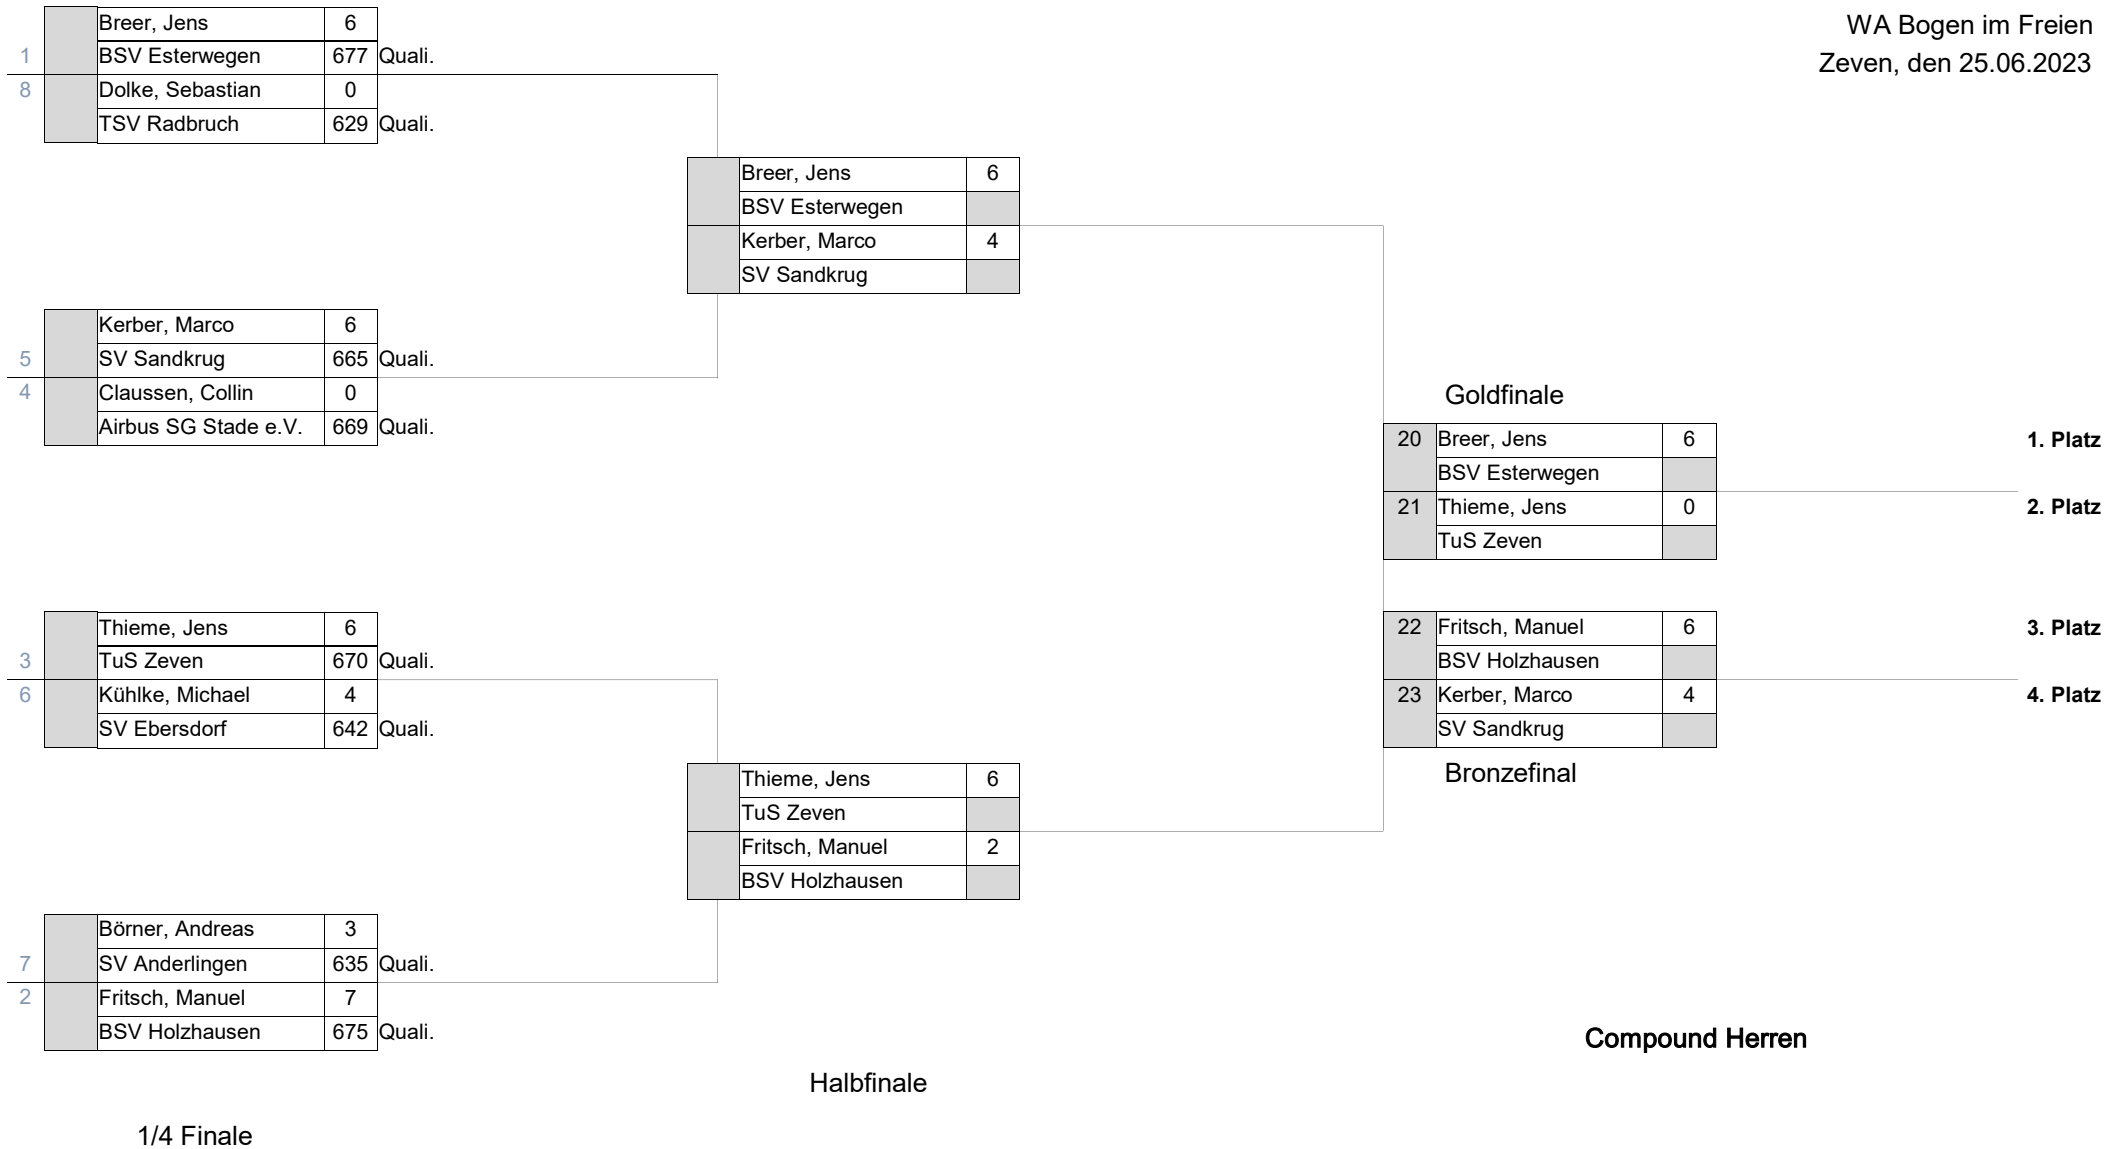 WA Bogen im Freien
Zeven, den 25.06.2023
Breer, Jens 6
1 BSV Esterwegen 677 Quali.
8 Dolke, Sebastian 0
TSV Radbruch 629 Quali.
Breer, Jens 6
BSV Esterwegen
Kerber, Marco 4
SV Sandkrug
Kerber, Marco 6
5 SV Sandkrug 665 Quali.
4 Claussen, Collin 0
Airbus SG Stade e.V. 669 Quali.
Goldfinale
20 Breer, Jens 6 1. Platz
BSV Esterwegen
21 Thieme, Jens 0 2. Platz
TuS Zeven
Thieme, Jens 6
3 TuS Zeven 670 Quali.
6 Kühlke, Michael 4
SV Ebersdorf 642 Quali.
22 Fritsch, Manuel 6 3. Platz
BSV Holzhausen
23 Kerber, Marco 4 4. Platz
SV Sandkrug
Bronzefinal
Thieme, Jens 6
TuS Zeven
Fritsch, Manuel 2
BSV Holzhausen
Börner, Andreas 3
7 SV Anderlingen 635 Quali.
2 Fritsch, Manuel 7
BSV Holzhausen 675 Quali.
Compound Herren
Halbfinale
1/4 Finale